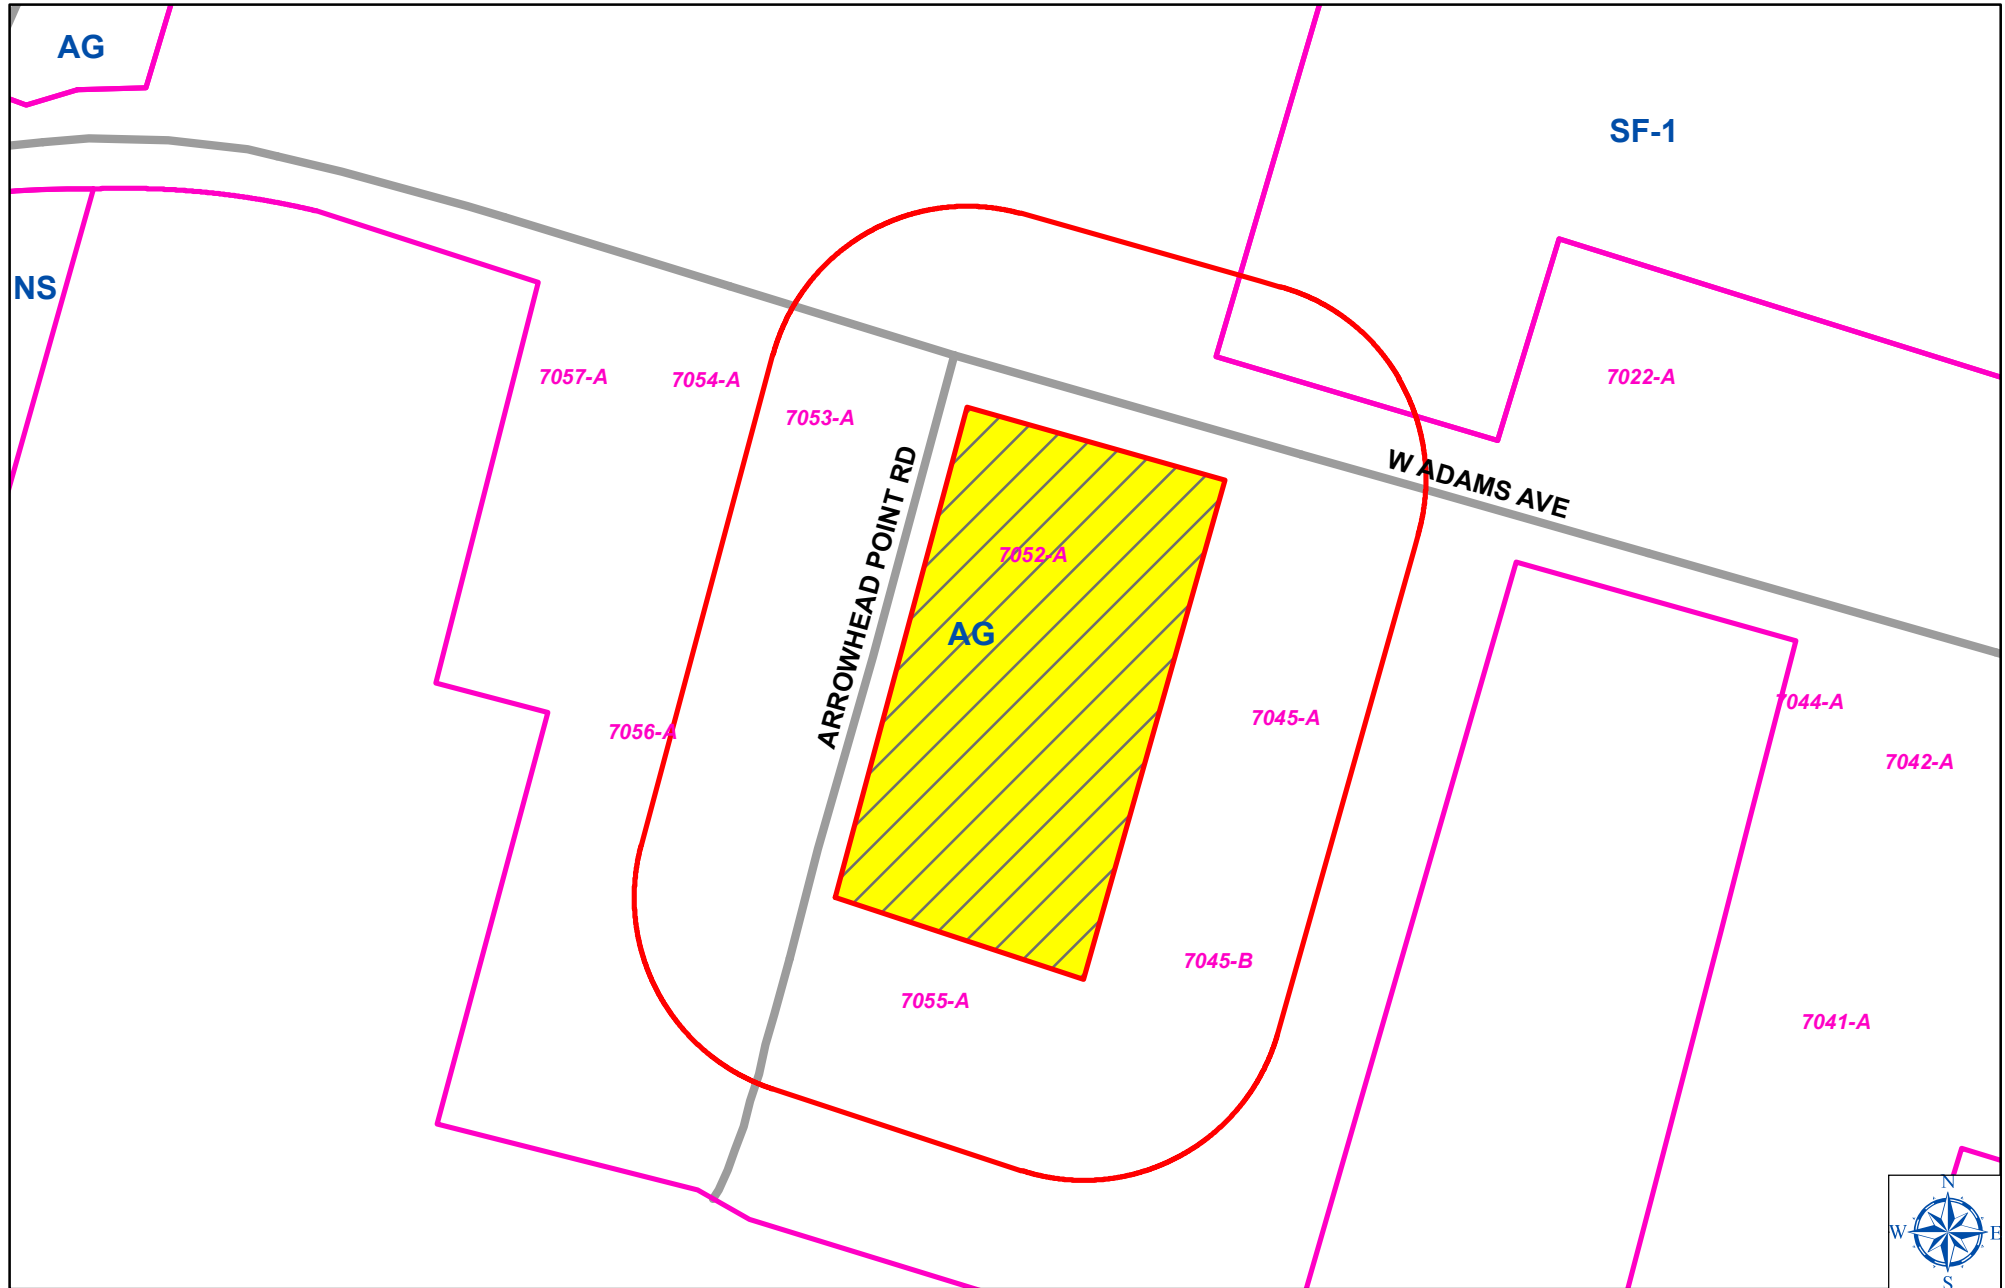 AG
SF-1
NS
7057-A
7054-A
7022-A
7053-A
W ADAMS AVE
ARROWHEAD POINT RD
7052-A
AG
7056-A
7045-A
7044-A
7042-A
7045-B
7055-A
7041-A
N
W
E
S